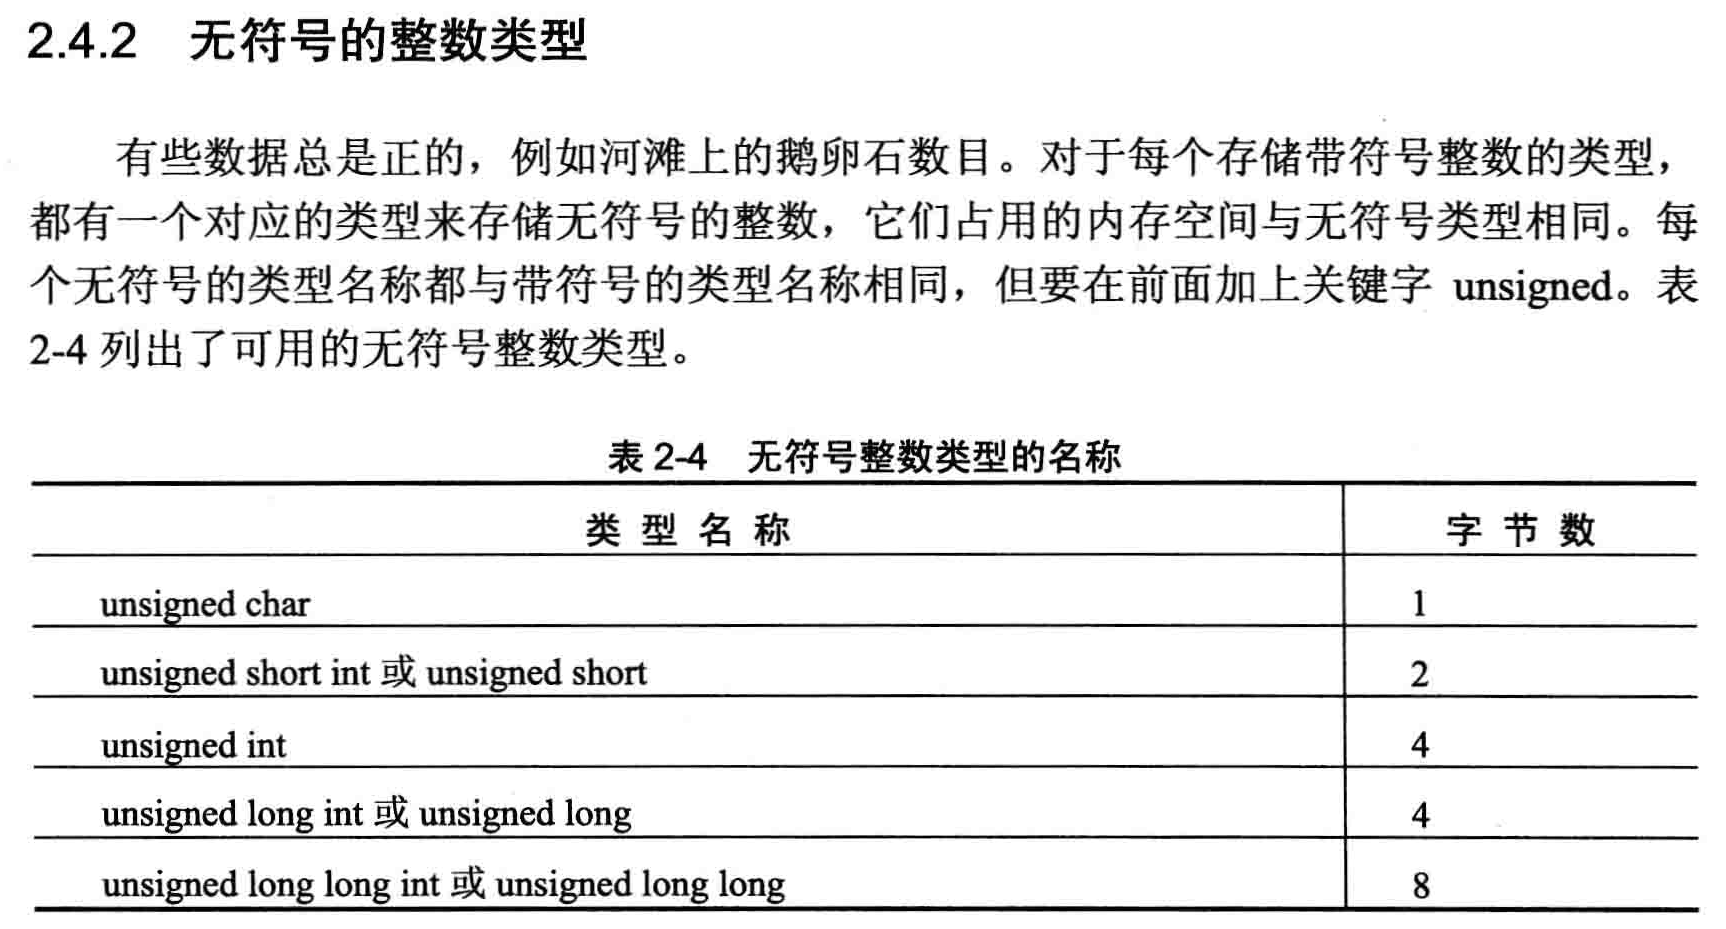 2.4.2 无符号的整数类型
有些数据总是正的，例如河滩上的鹅卵石数目。对于每个存储带符号整数的类型，
都有一个对应的类型来存储无符号的整数，它们占用的内存空间与无符号类型相同。每
个无符号的类型名称都与带符号的类型名称相同，但要在前面加上关键字 unsigned。表
2-4 列出了可用的无符号整数类型。
表 2-4 无符号整数类型的名称
类 型 名 称 字 节 数
unsigned char 1
unsigned short int 或 unsigned short 2
unsigned int 4
unsigned long int 或 unsigned long 4
unsigned long long int 或 unsigned long long 8